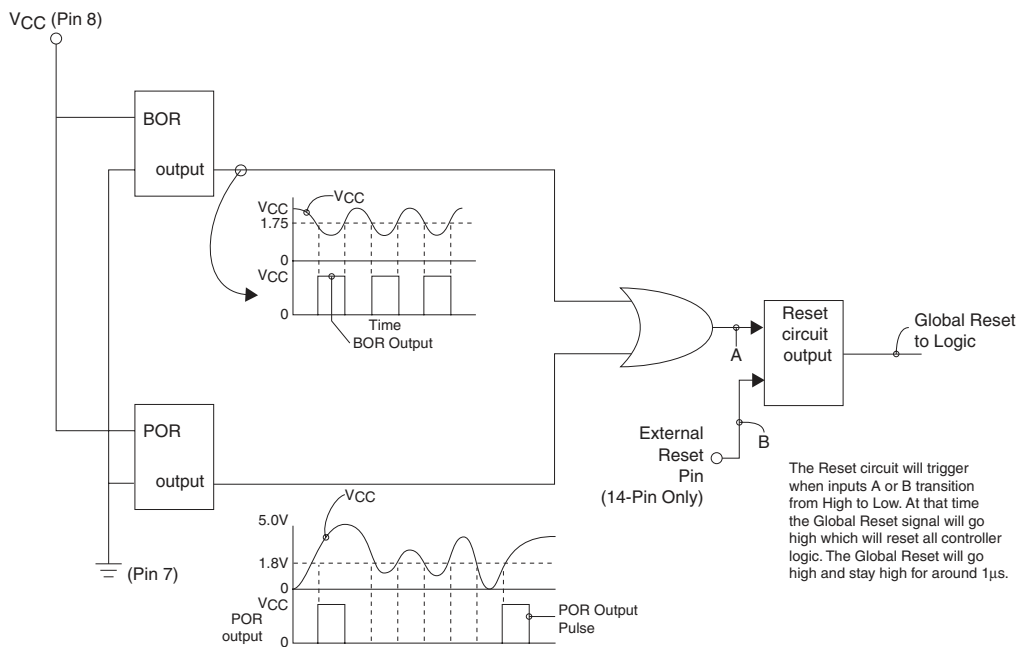 VCC (Pin 8)
BOR
output
VCC
VCC
1.75
0
VCC
0
Time
BOR Output
A
Reset
circuit
output
Global Reset
to Logic
POR
output
External
Reset
Pin
(14-Pin Only)
B
The Reset circuit will trigger
when inputs A or B transition
from High to Low. At that time
the Global Reset signal will go
high which will reset all controller
logic. The Global Reset will go
high and stay high for around 1µs.
(Pin 7)
VCC
5.0V
1.8V
0
VCC
POR
output
0
POR Output
Pulse